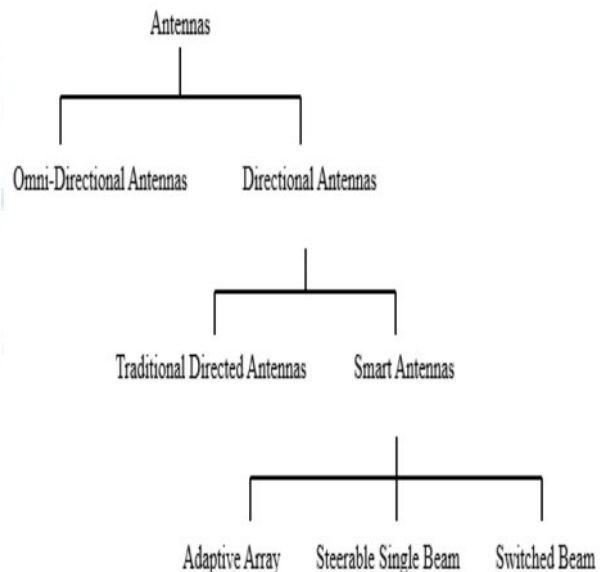 Antennas
Omni-Directional Antennas Directional Antennas
Traditional Directed Antennas Smart Antennas
Adaptive Array Steerable Single Beam Switched Beam